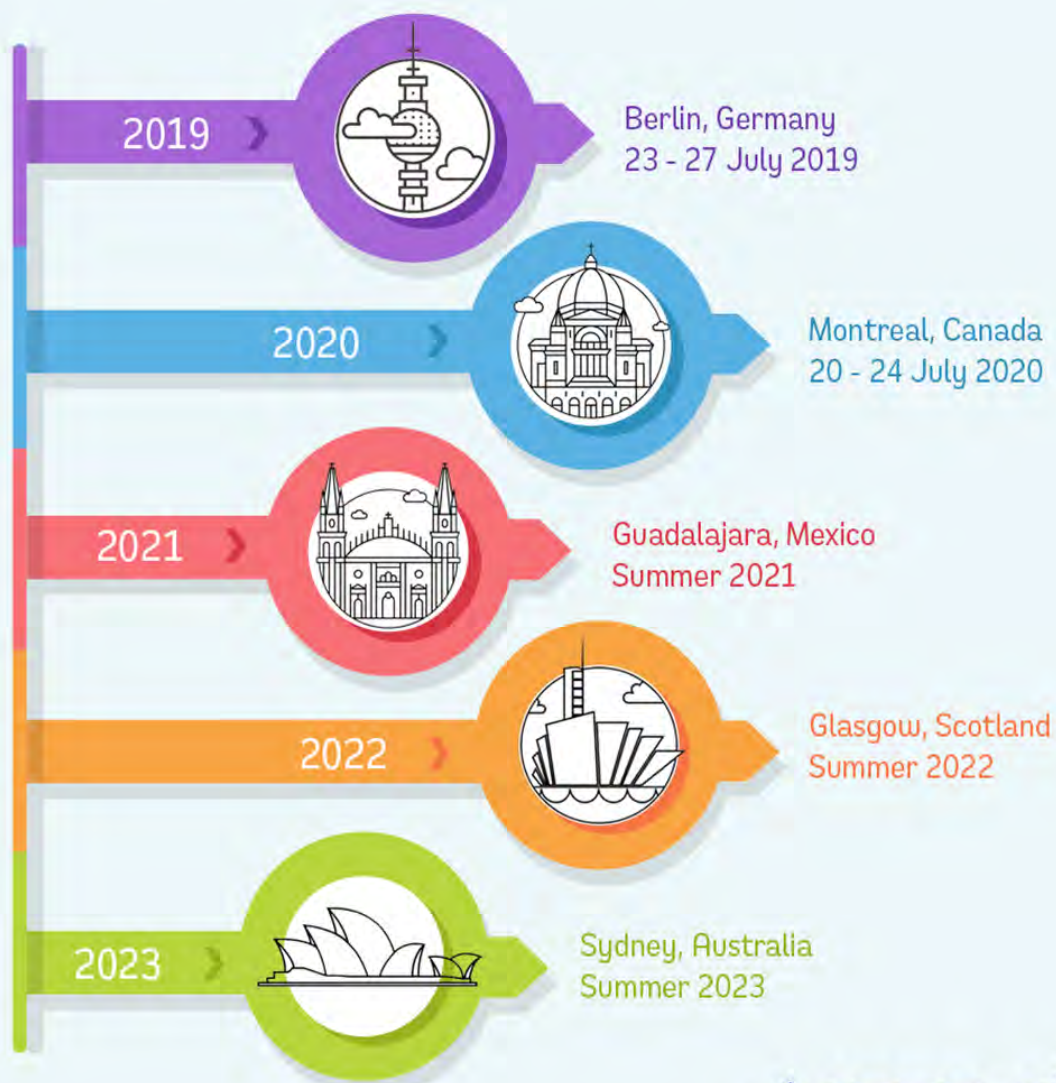 2019
Berlin, Germany
23 - 27 July 2019
2020
Montreal, Canada
20 - 24 July 2020
2021
Guadalajara, Mexico
Summer 2021
2022
Glasgow, Scotland
Summer 2022
2023
Sydney, Australia
Summer 2023